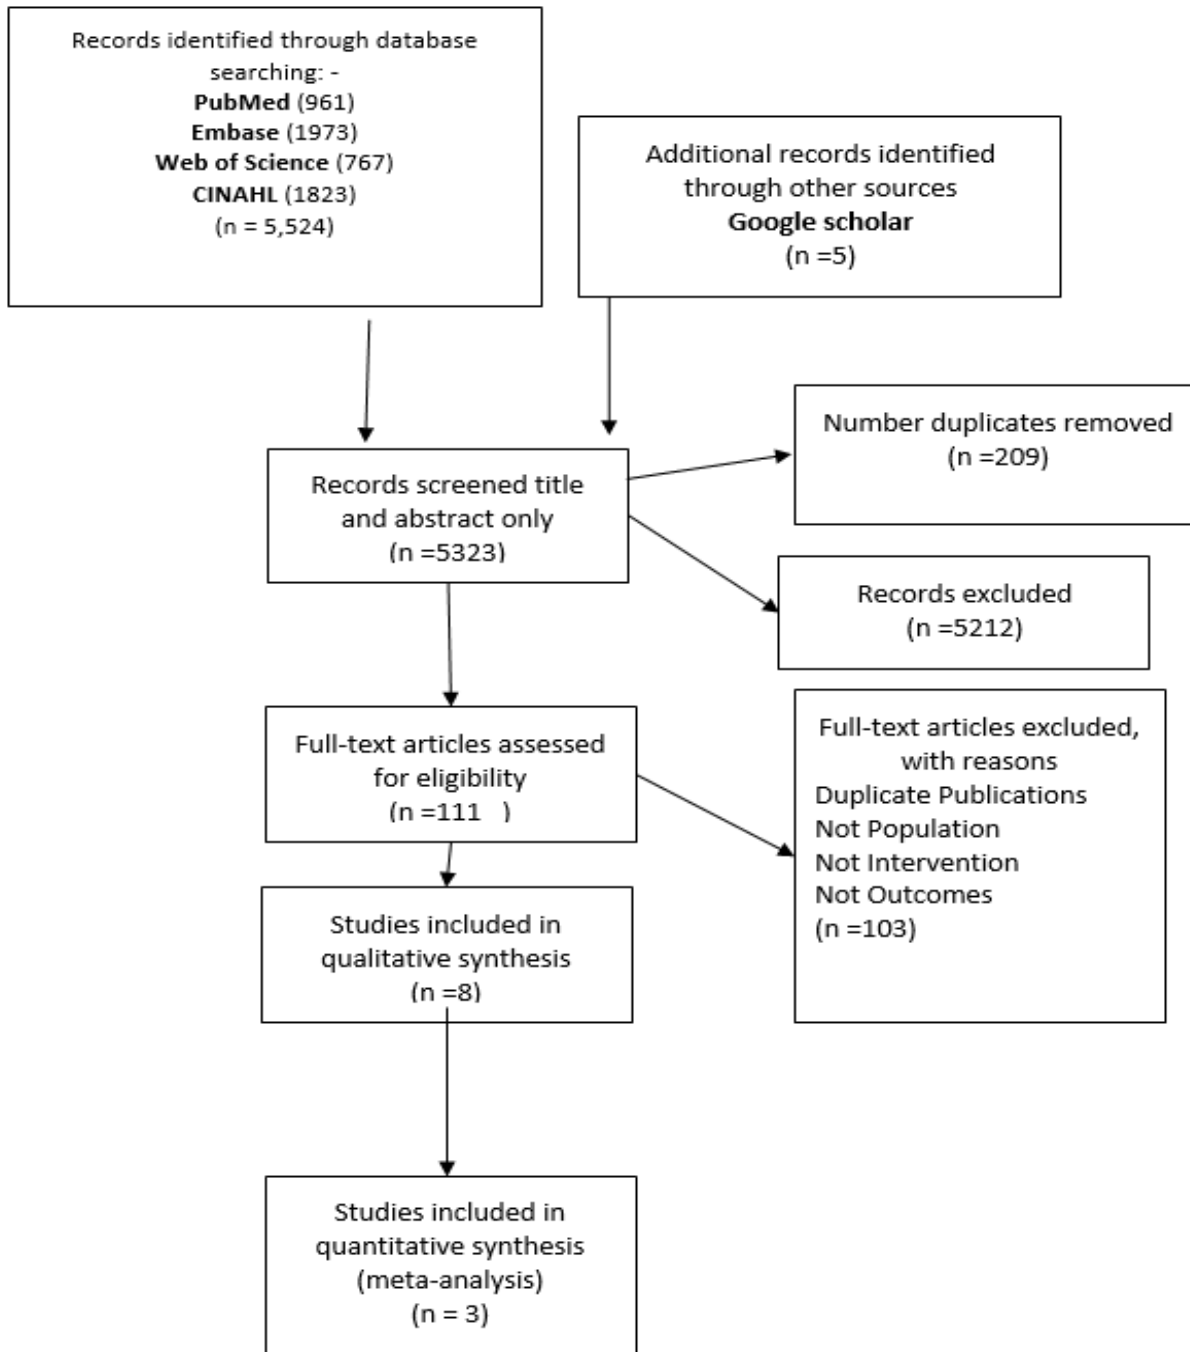 Records identified through database
searching: -
PubMed (961)
Embase (1973)
Web of Science (767)
CINAHL (1823)
(n = 5,524)
Additional records identified
through other sources
Google scholar
(n =5)
Number duplicates removed
(n =209)
Records screened title
and abstract only
(n =5323)
Records excluded
(n =5212)
Full-text articles assessed
for eligibility
(n =111 )
Full-text articles excluded,
with reasons
Duplicate Publications
Not Population
Not Intervention
Not Outcomes
(n =103)
Studies included in
qualitative synthesis
(n =8)
Studies included in
quantitative synthesis
(meta-analysis)
(n = 3)